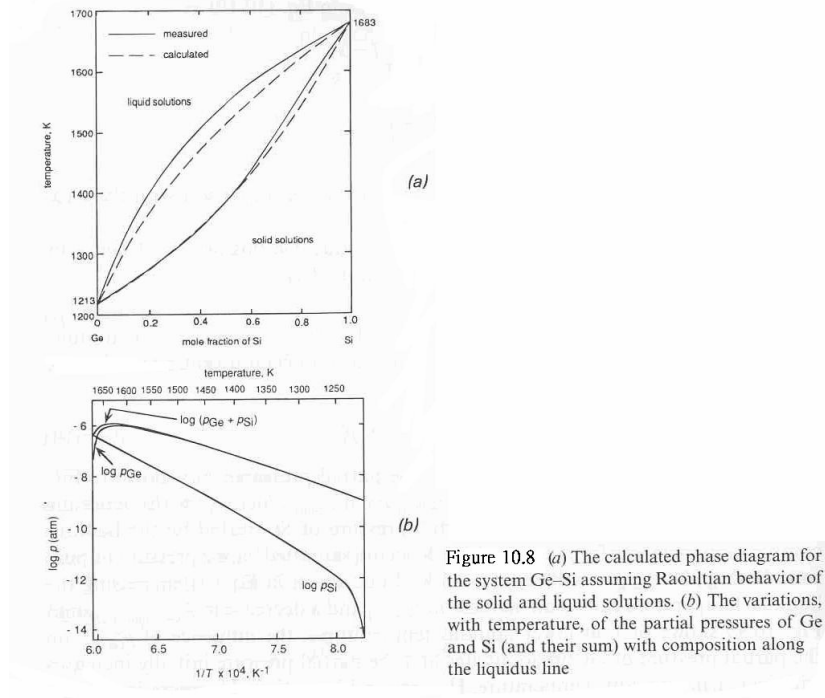 1700
1683
measured
calculated
1600
liquid solutions
1500
temperature, K
1400
(a)
solid solutions
1300
1213
1200
0
0.2
0.4
0.6
0.8
1.0
Ge
mole fraction of Si
Si
temperature, K
1650 1600 1550 1500 1450 1400 1350 1300 1250
- 6
log (pGe + pSi)
log pGe
- 8
- 10
(b)
log p (atm)
- 12
log pSi
- 14
6.0
6.5
7.0
7.5
8.0
1/T x 10⁴, K⁻¹
Figure 10.8 (a) The calculated phase diagram for
the system Ge–Si assuming Raoultian behavior of
the solid and liquid solutions. (b) The variations,
with temperature, of the partial pressures of Ge
and Si (and their sum) with composition along
the liquidus line